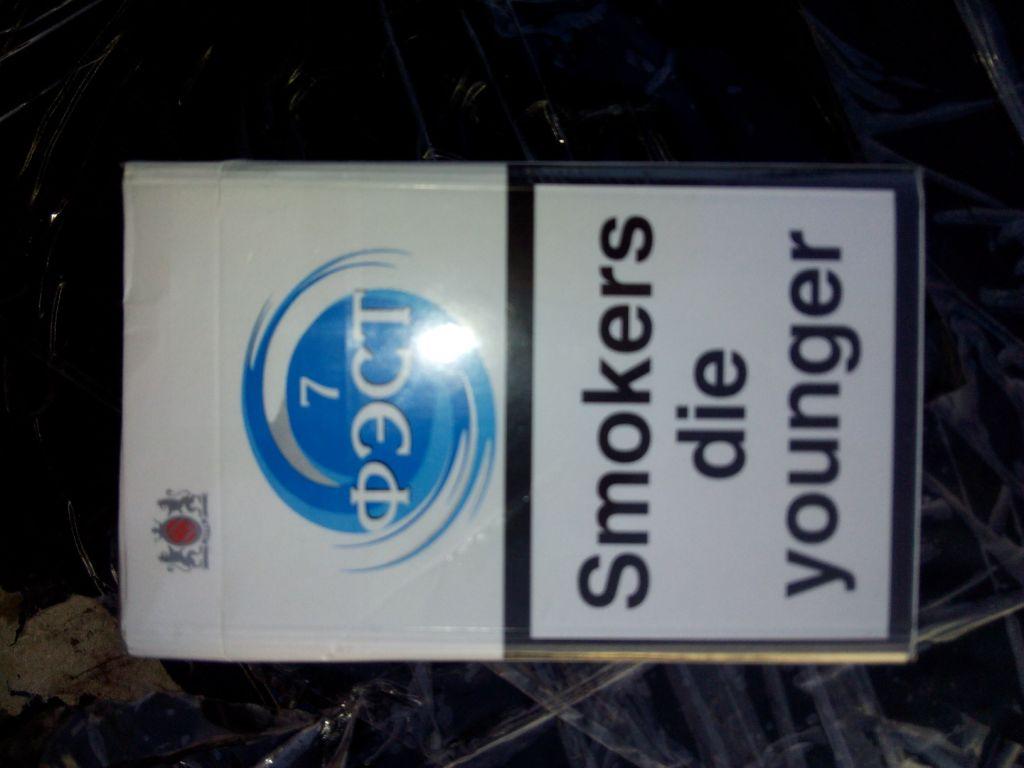 7
ФЭСТ
Smokers
die
younger